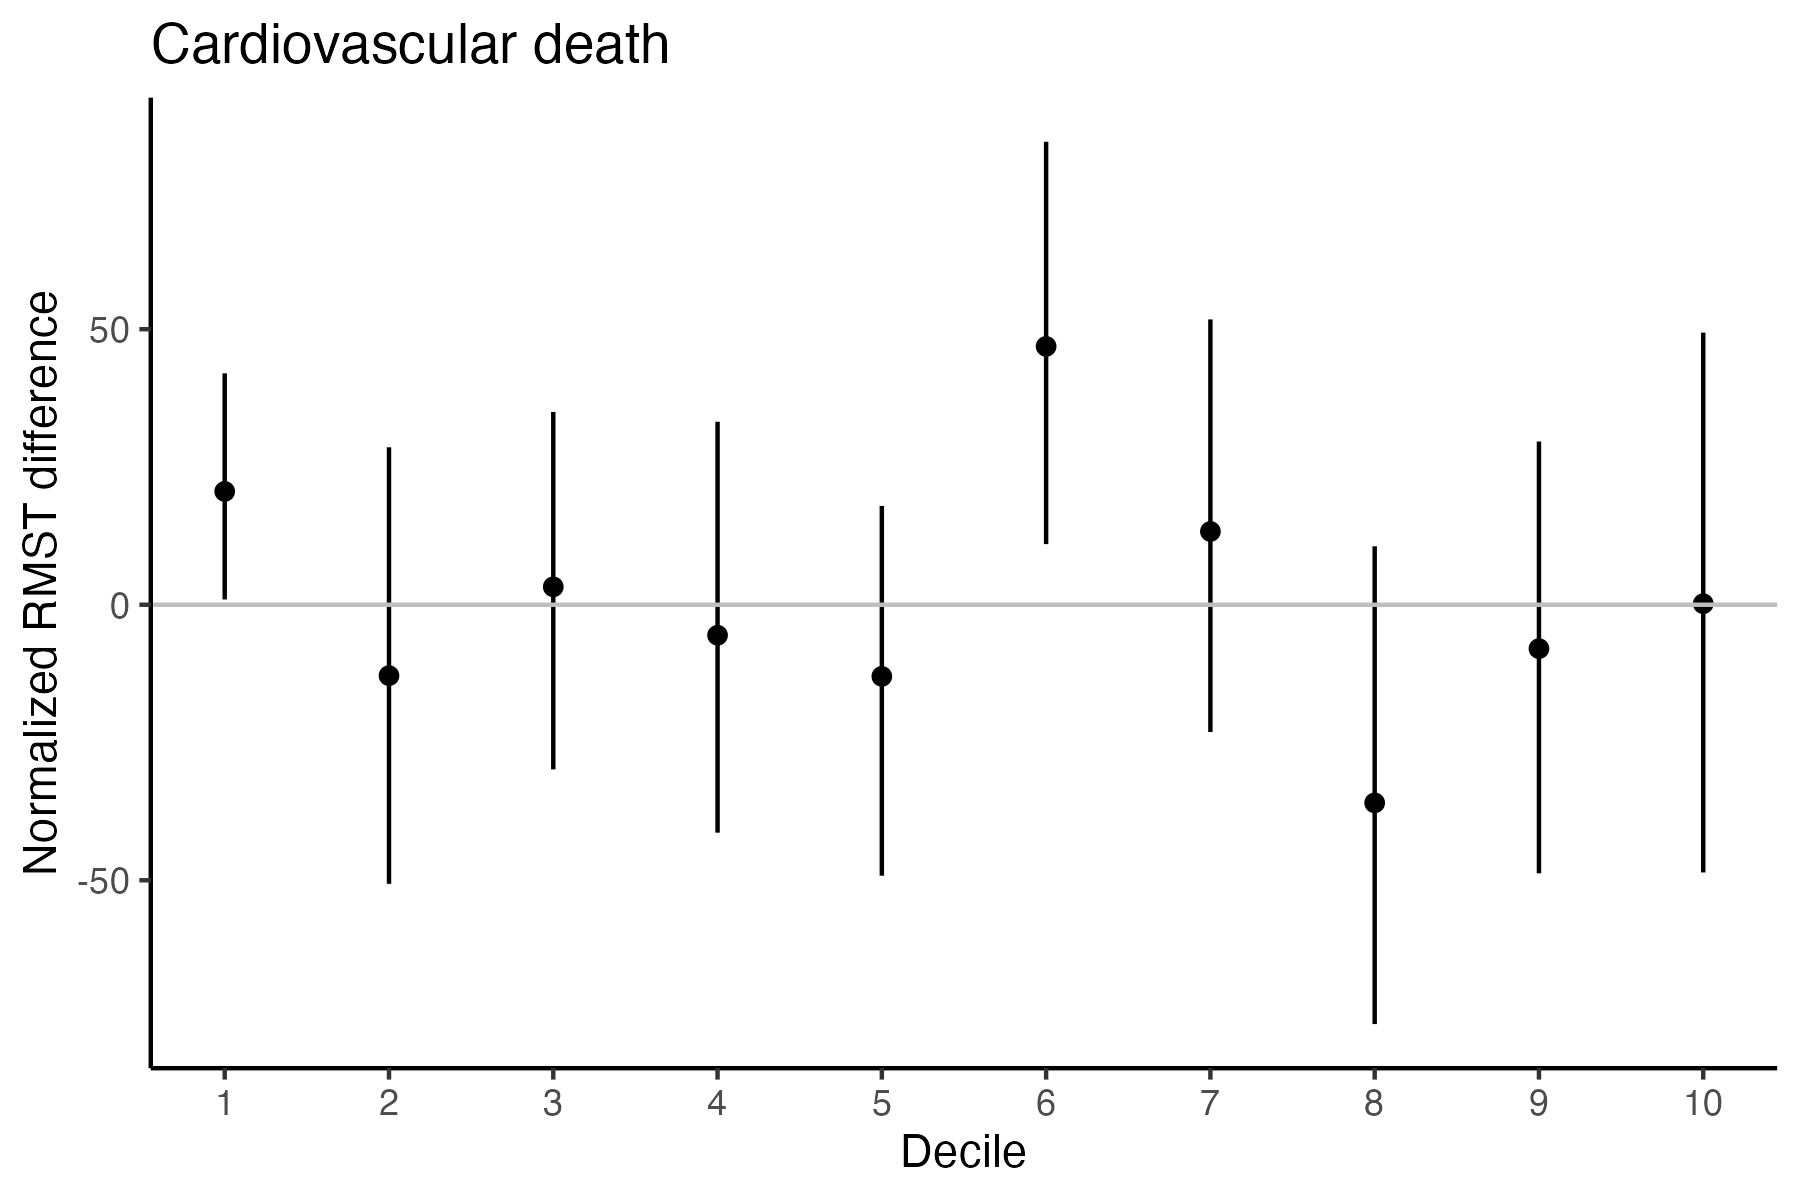 Cardiovascular death
Normalized RMST difference
50
0
-50
1 2 3 4 5 6 7 8 9 10
Decile